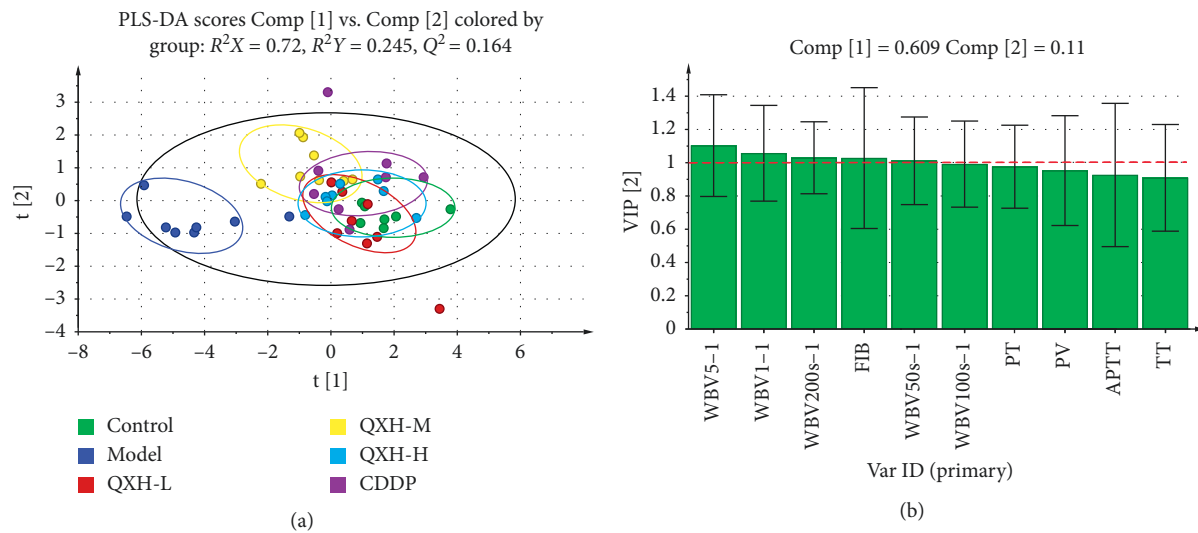 PLS-DA scores Comp [1] vs. Comp [2] colored by
group: R²X = 0.72, R²Y = 0.245, Q² = 0.164
3
2
1
0
−1
−2
−3
−4
t [2]
−8 −6 −4 −2 0 2 4 6 8
t [1]
Control
Model
QXH-L
QXH-M
QXH-H
CDDP
(a)
Comp [1] = 0.609 Comp [2] = 0.11
1.4
1.2
1
0.8
0.6
0.4
0.2
0
VIP [2]
WBV5−1
WBV1−1
WBV200s−1
FIB
WBV50s−1
WBV100s−1
PT
PV
APTT
TT
Var ID (primary)
(b)